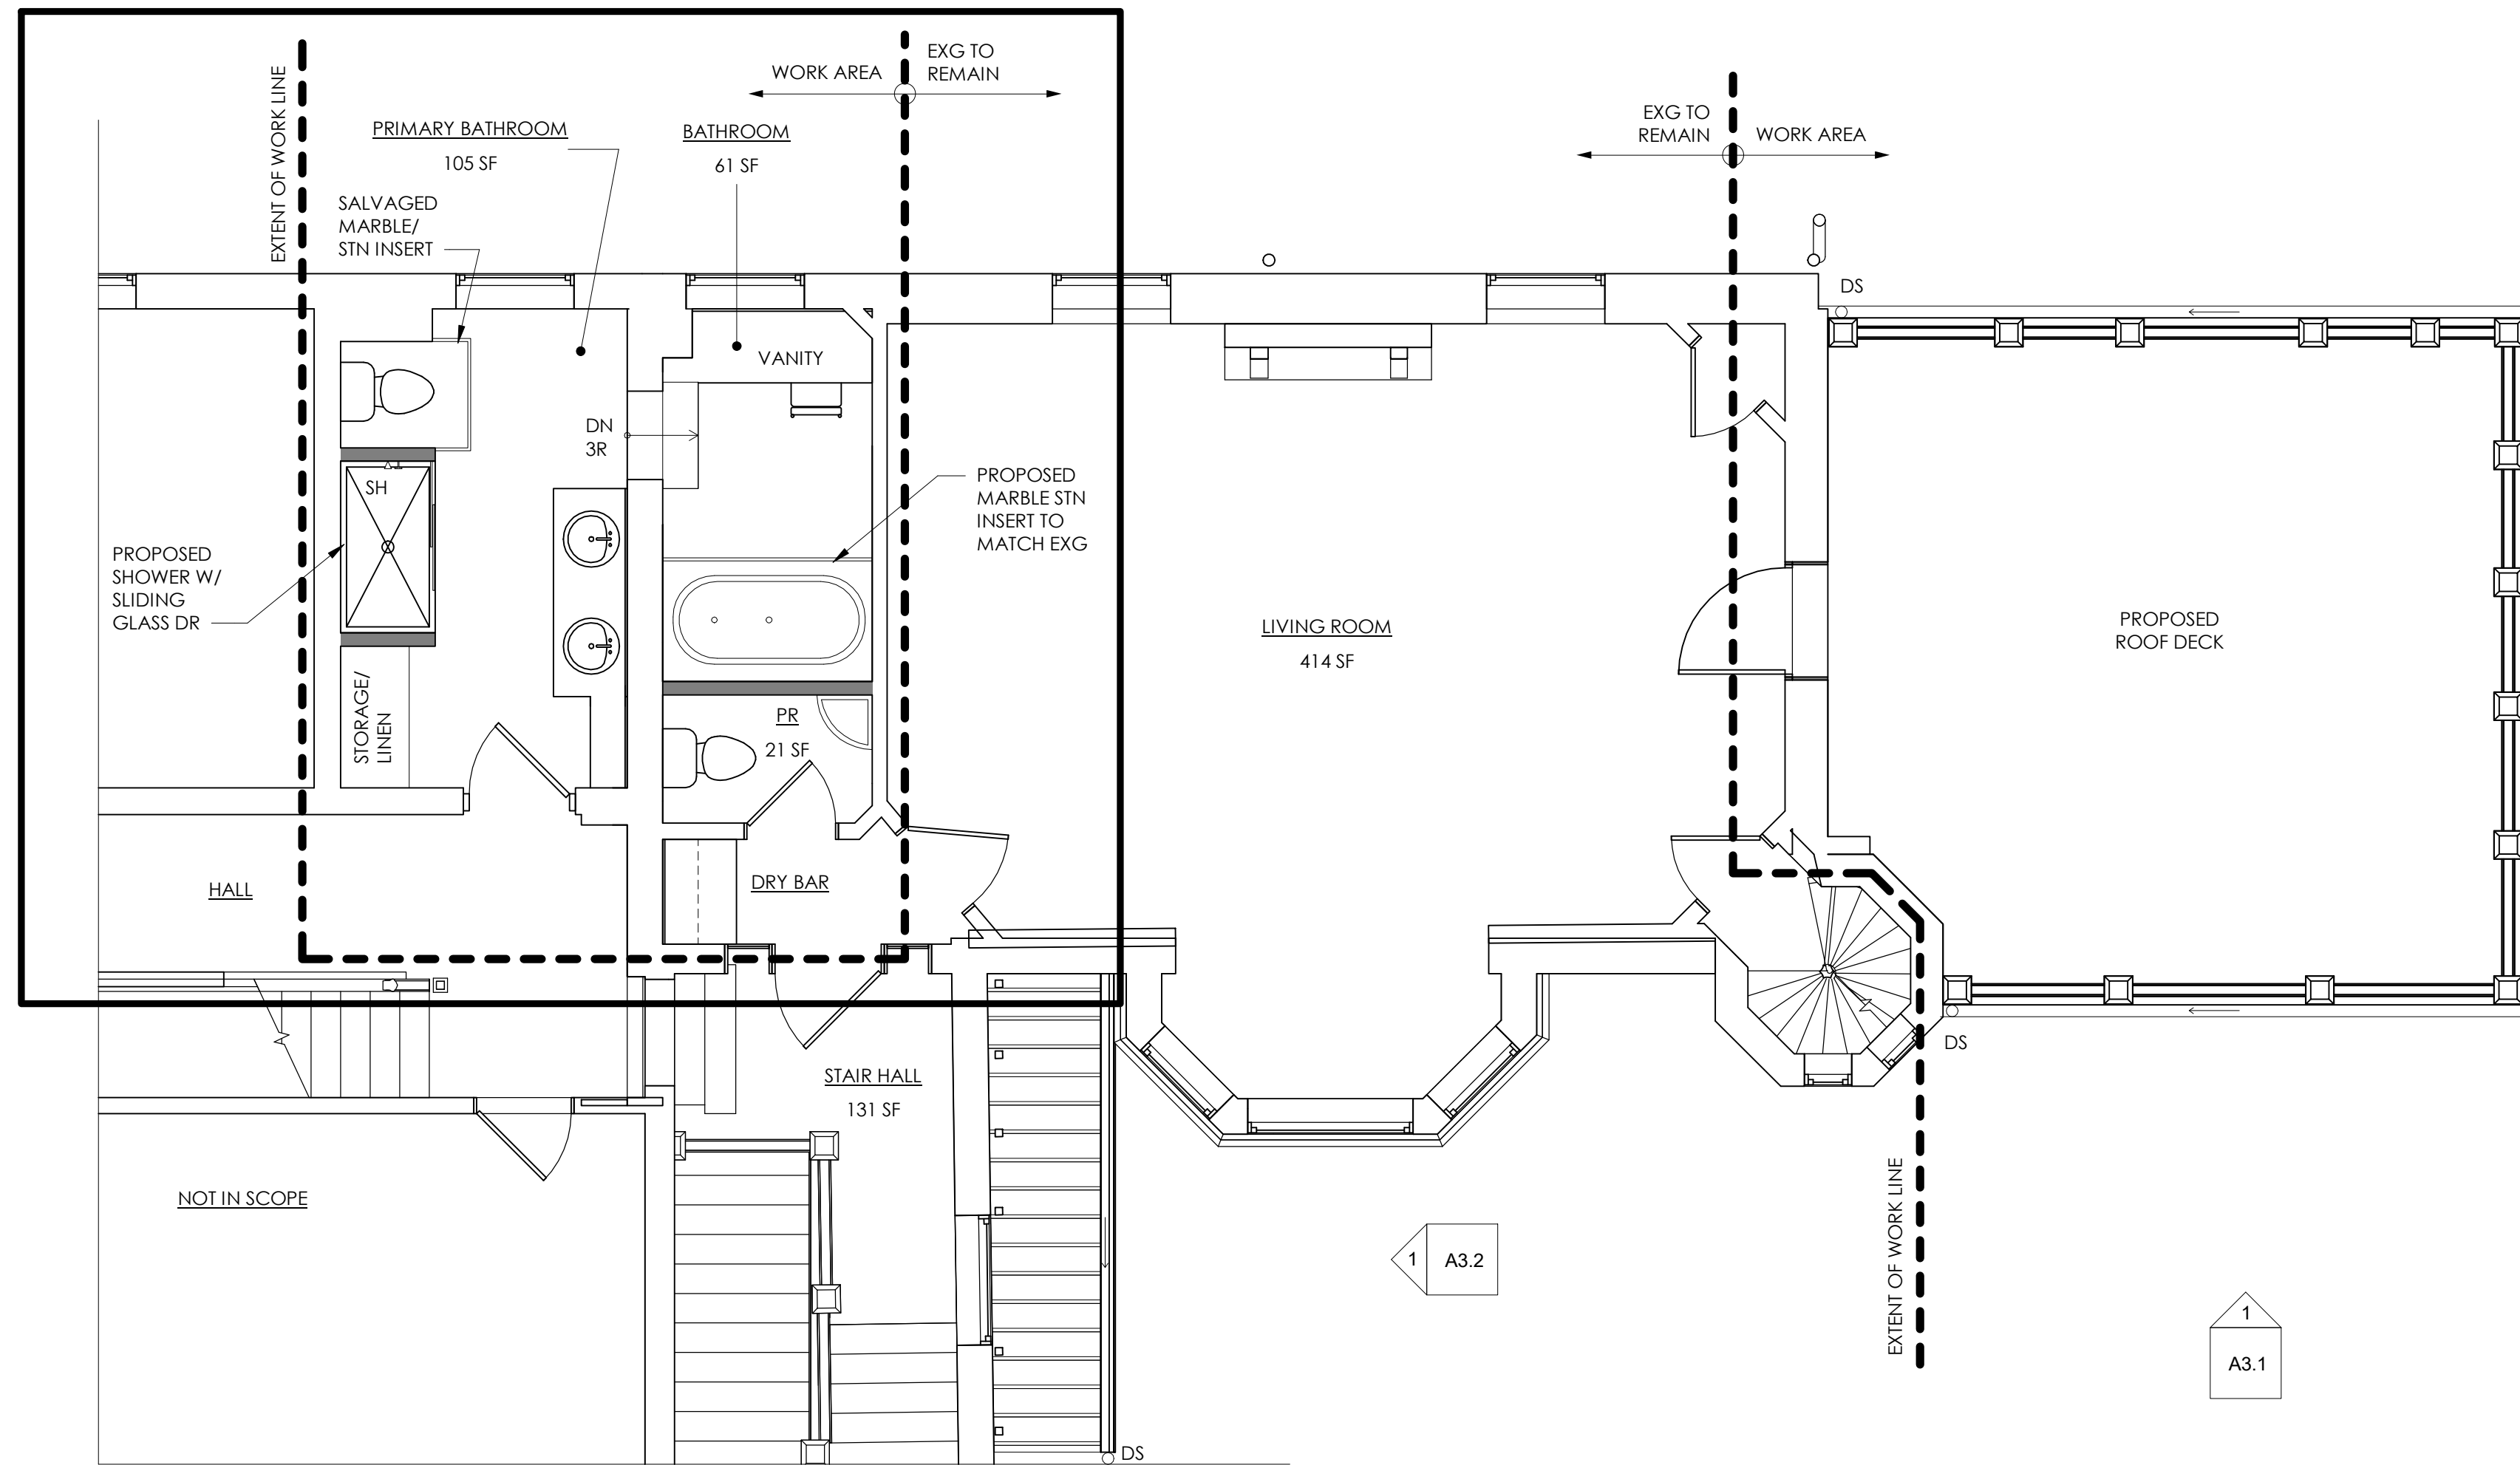 EXTENT OF WORK LINE
PRIMARY BATHROOM
105 SF
SALVAGED
MARBLE/
STN INSERT
WORK AREA
EXG TO
REMAIN
BATHROOM
61 SF
EXG TO
REMAIN
WORK AREA
DS
VANITY
DN
3R
SH
PROPOSED
SHOWER W/
SLIDING
GLASS DR
PROPOSED
MARBLE STN
INSERT TO
MATCH EXG
STORAGE/
LINEN
PR
21 SF
LIVING ROOM
414 SF
PROPOSED
ROOF DECK
HALL
DRY BAR
STAIR HALL
131 SF
DS
NOT IN SCOPE
1
A3.2
EXTENT OF WORK LINE
1
A3.1
DS